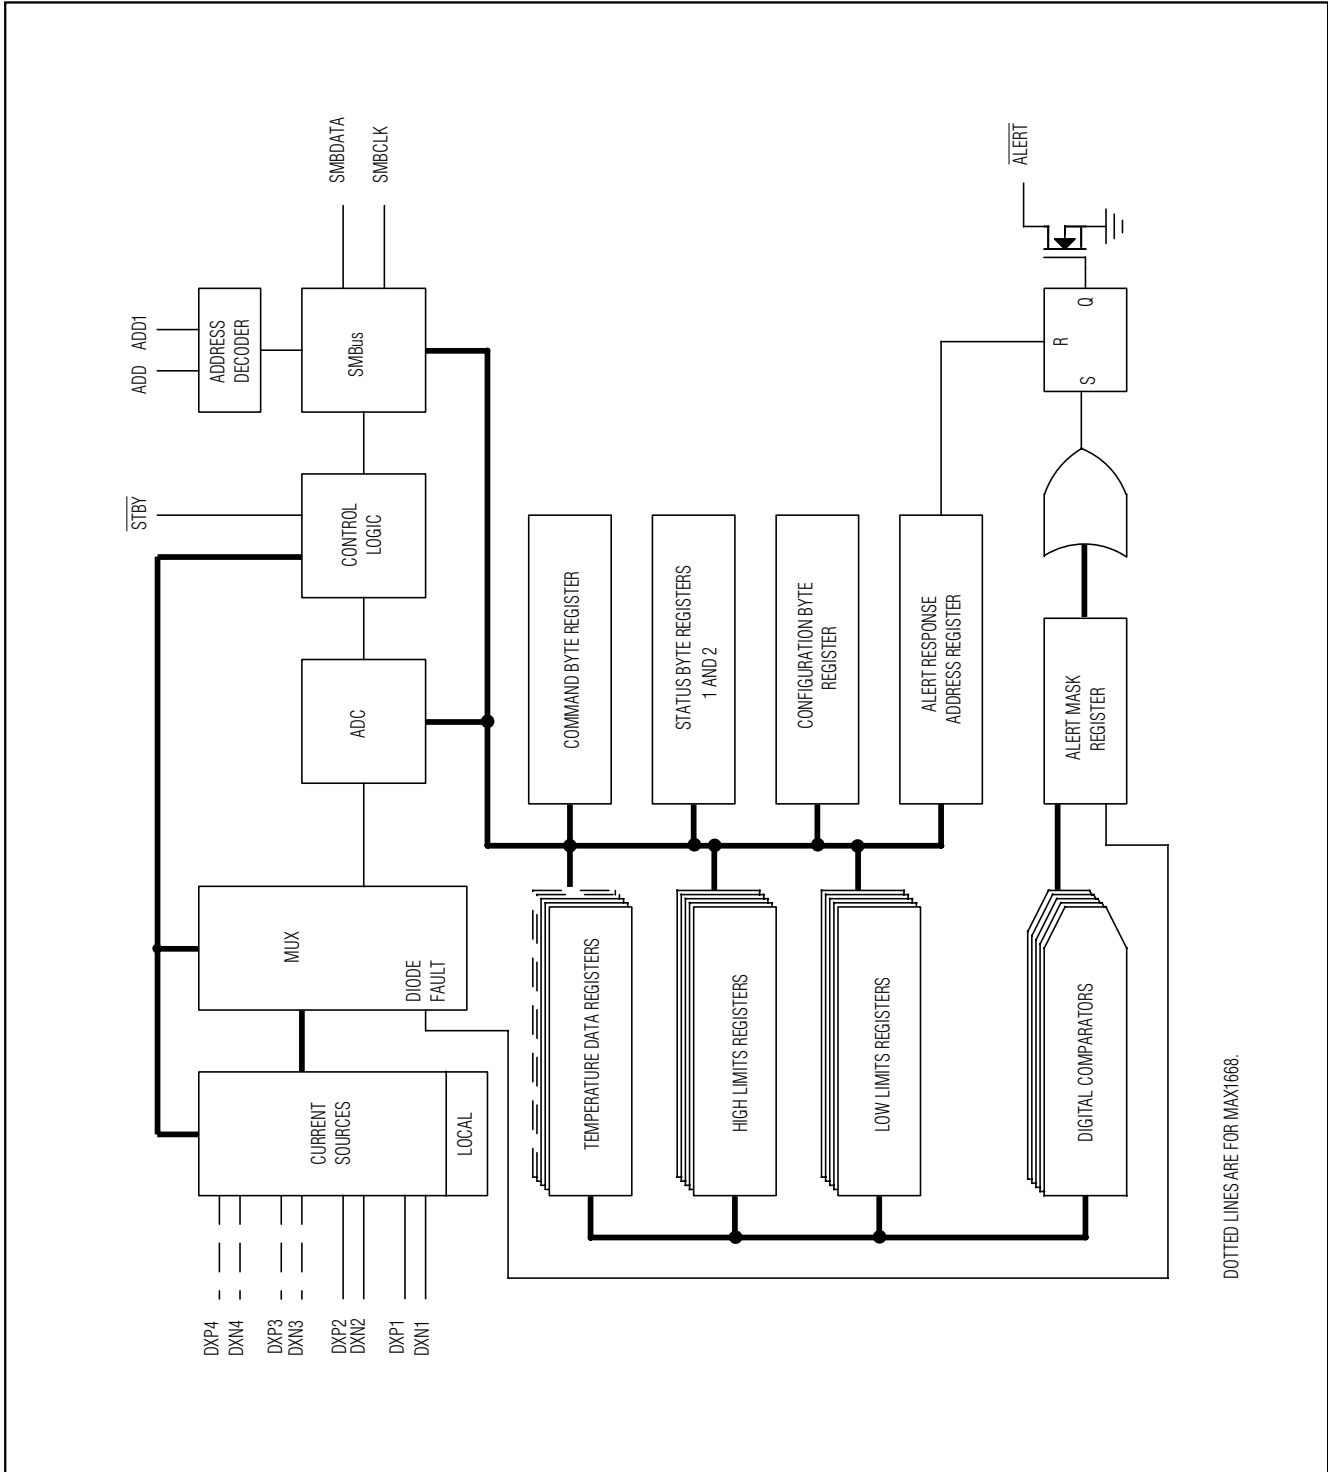 DXP4
DXN4
DXP3
DXN3
DXP2
DXN2
DXP1
DXN1
CURRENT
SOURCES
LOCAL
MUX
DIODE
FAULT
ADC
CONTROL
LOGIC
STBY
ADD
ADD1
ADDRESS
DECODER
SMBus
SMBDATA
SMBCLK
COMMAND BYTE REGISTER
STATUS BYTE REGISTERS
1 AND 2
CONFIGURATION BYTE
REGISTER
ALERT RESPONSE
ADDRESS REGISTER
TEMPERATURE DATA REGISTERS
HIGH LIMITS REGISTERS
LOW LIMITS REGISTERS
DIGITAL COMPARATORS
ALERT MASK
REGISTER
S
R
Q
ALERT
DOTTED LINES ARE FOR MAX1668.